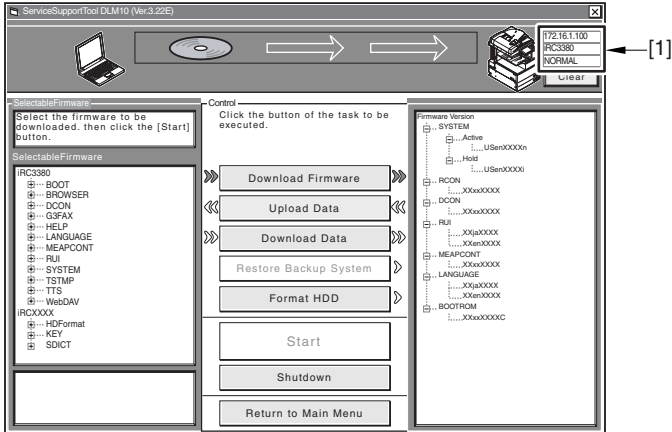 ServiceSupportTool DLM10 (Ver.3.22E)
172.16.1.100
iRC3380
NORMAL
[1]
Clear
SelectableFirmware
Select the firmware to be
downloaded. then click the [Start]
button.
SelectableFirmware
iRC3380
BOOT
BROWSER
DCON
G3FAX
HELP
LANGUAGE
MEAPCONT
RUI
SYSTEM
TSTMP
TTS
WebDAV
iRCXXXX
HDFormat
KEY
SDICT
Control
Click the button of the task to be
executed.
Download Firmware
Upload Data
Download Data
Restore Backup System
Format HDD
Start
Shutdown
Return to Main Menu
Firmware Version
SYSTEM
Active
USenXXXXn
Hold
USenXXXXi
RCON
XXxxXXXX
DCON
XXxxXXXX
RUI
XXjaXXXX
XXenXXXX
MEAPCONT
XXxxXXXX
LANGUAGE
XXjaXXXX
XXenXXXX
BOOTROM
XXxxXXXXC